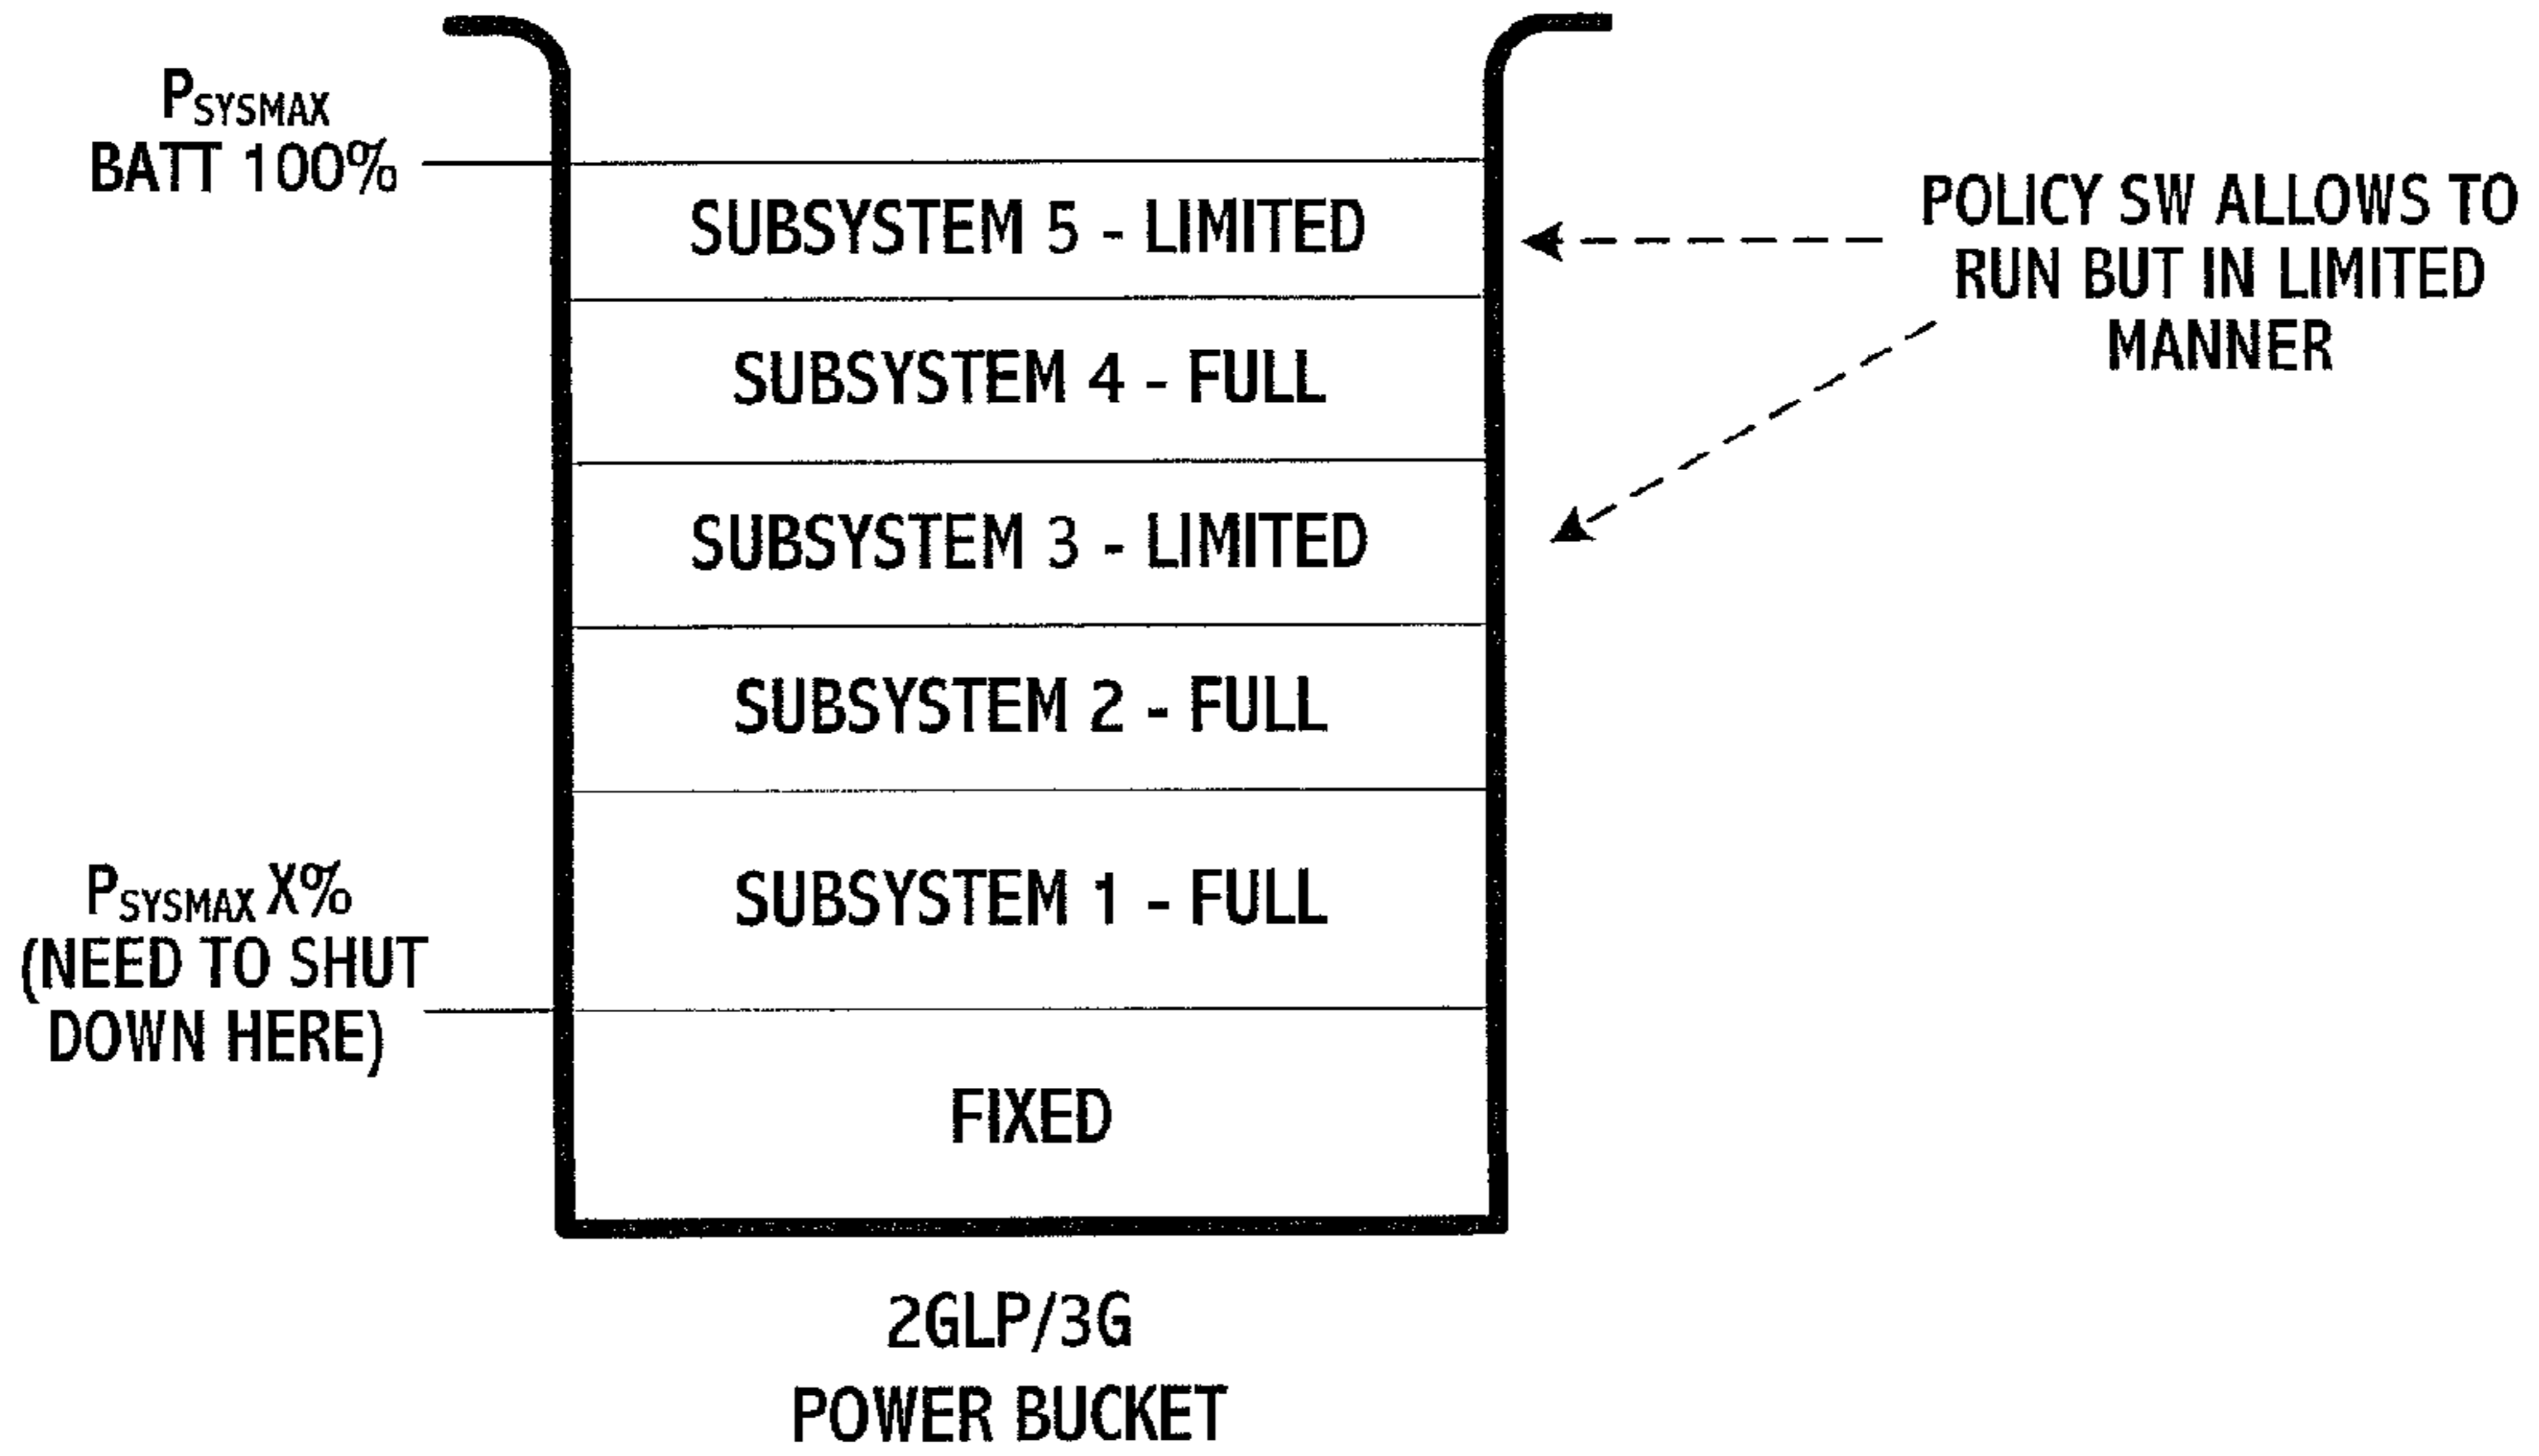 PSYSMAX
BATT 100%
SUBSYSTEM 5 - LIMITED
SUBSYSTEM 4 - FULL
SUBSYSTEM 3 - LIMITED
SUBSYSTEM 2 - FULL
SUBSYSTEM 1 - FULL
FIXED
POLICY SW ALLOWS TO
RUN BUT IN LIMITED
MANNER
PSYSMAX X%
(NEED TO SHUT
DOWN HERE)
2GLP/3G
POWER BUCKET